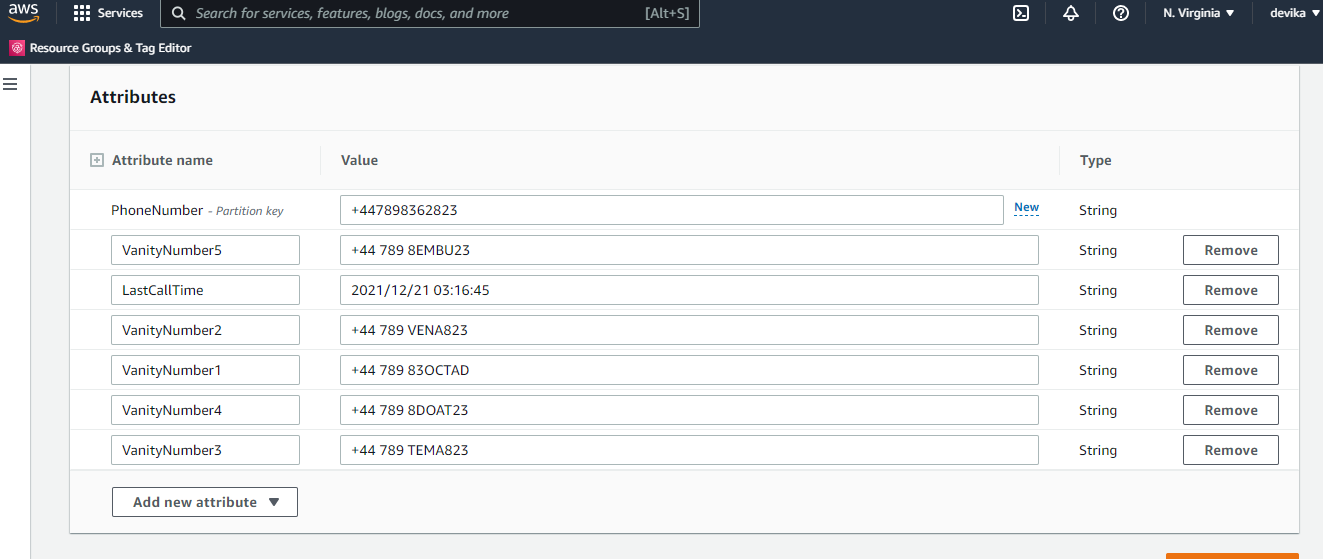 aws Services Search for services, features, blogs, docs, and more [Alt+S] N. Virginia ▼ devika ▼
Resource Groups & Tag Editor
Attributes
Attribute name Value Type
PhoneNumber - Partition key +447898362823 New String
VanityNumber5 +44 789 8EMBU23 String Remove
LastCallTime 2021/12/21 03:16:45 String Remove
VanityNumber2 +44 789 VENA823 String Remove
VanityNumber1 +44 789 83OCTAD String Remove
VanityNumber4 +44 789 8DOAT23 String Remove
VanityNumber3 +44 789 TEMA823 String Remove
Add new attribute ▼